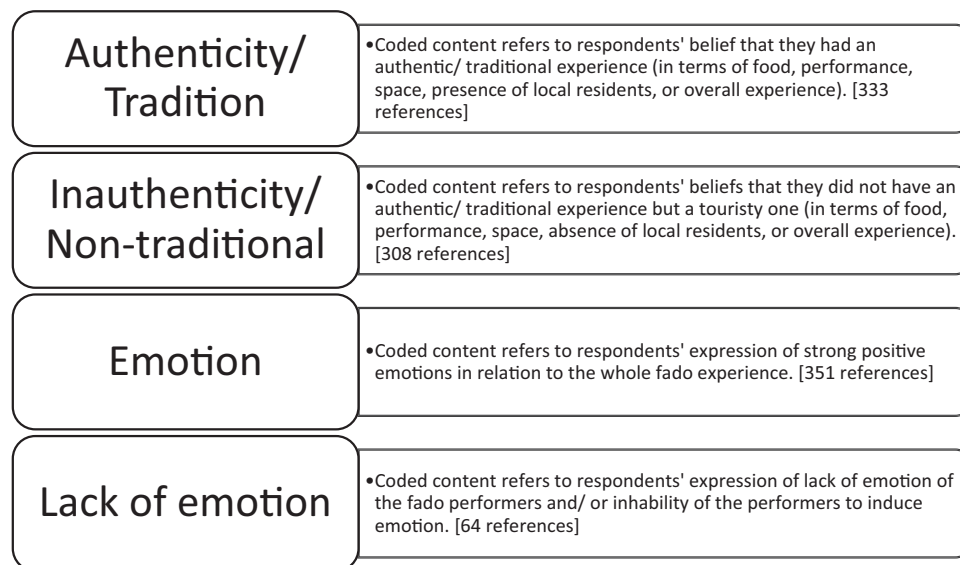 Authenticity/
Tradition
•Coded content refers to respondents' belief that they had an
authentic/ traditional experience (in terms of food, performance,
space, presence of local residents, or overall experience). [333
references]
Inauthenticity/
Non-traditional
•Coded content refers to respondents' beliefs that they did not have an
authentic/ traditional experience but a touristy one (in terms of food,
performance, space, absence of local residents, or overall experience).
[308 references]
Emotion
•Coded content refers to respondents' expression of strong positive
emotions in relation to the whole fado experience. [351 references]
Lack of emotion
•Coded content refers to respondents' expression of lack of emotion of
the fado performers and/ or inhability of the performers to induce
emotion. [64 references]